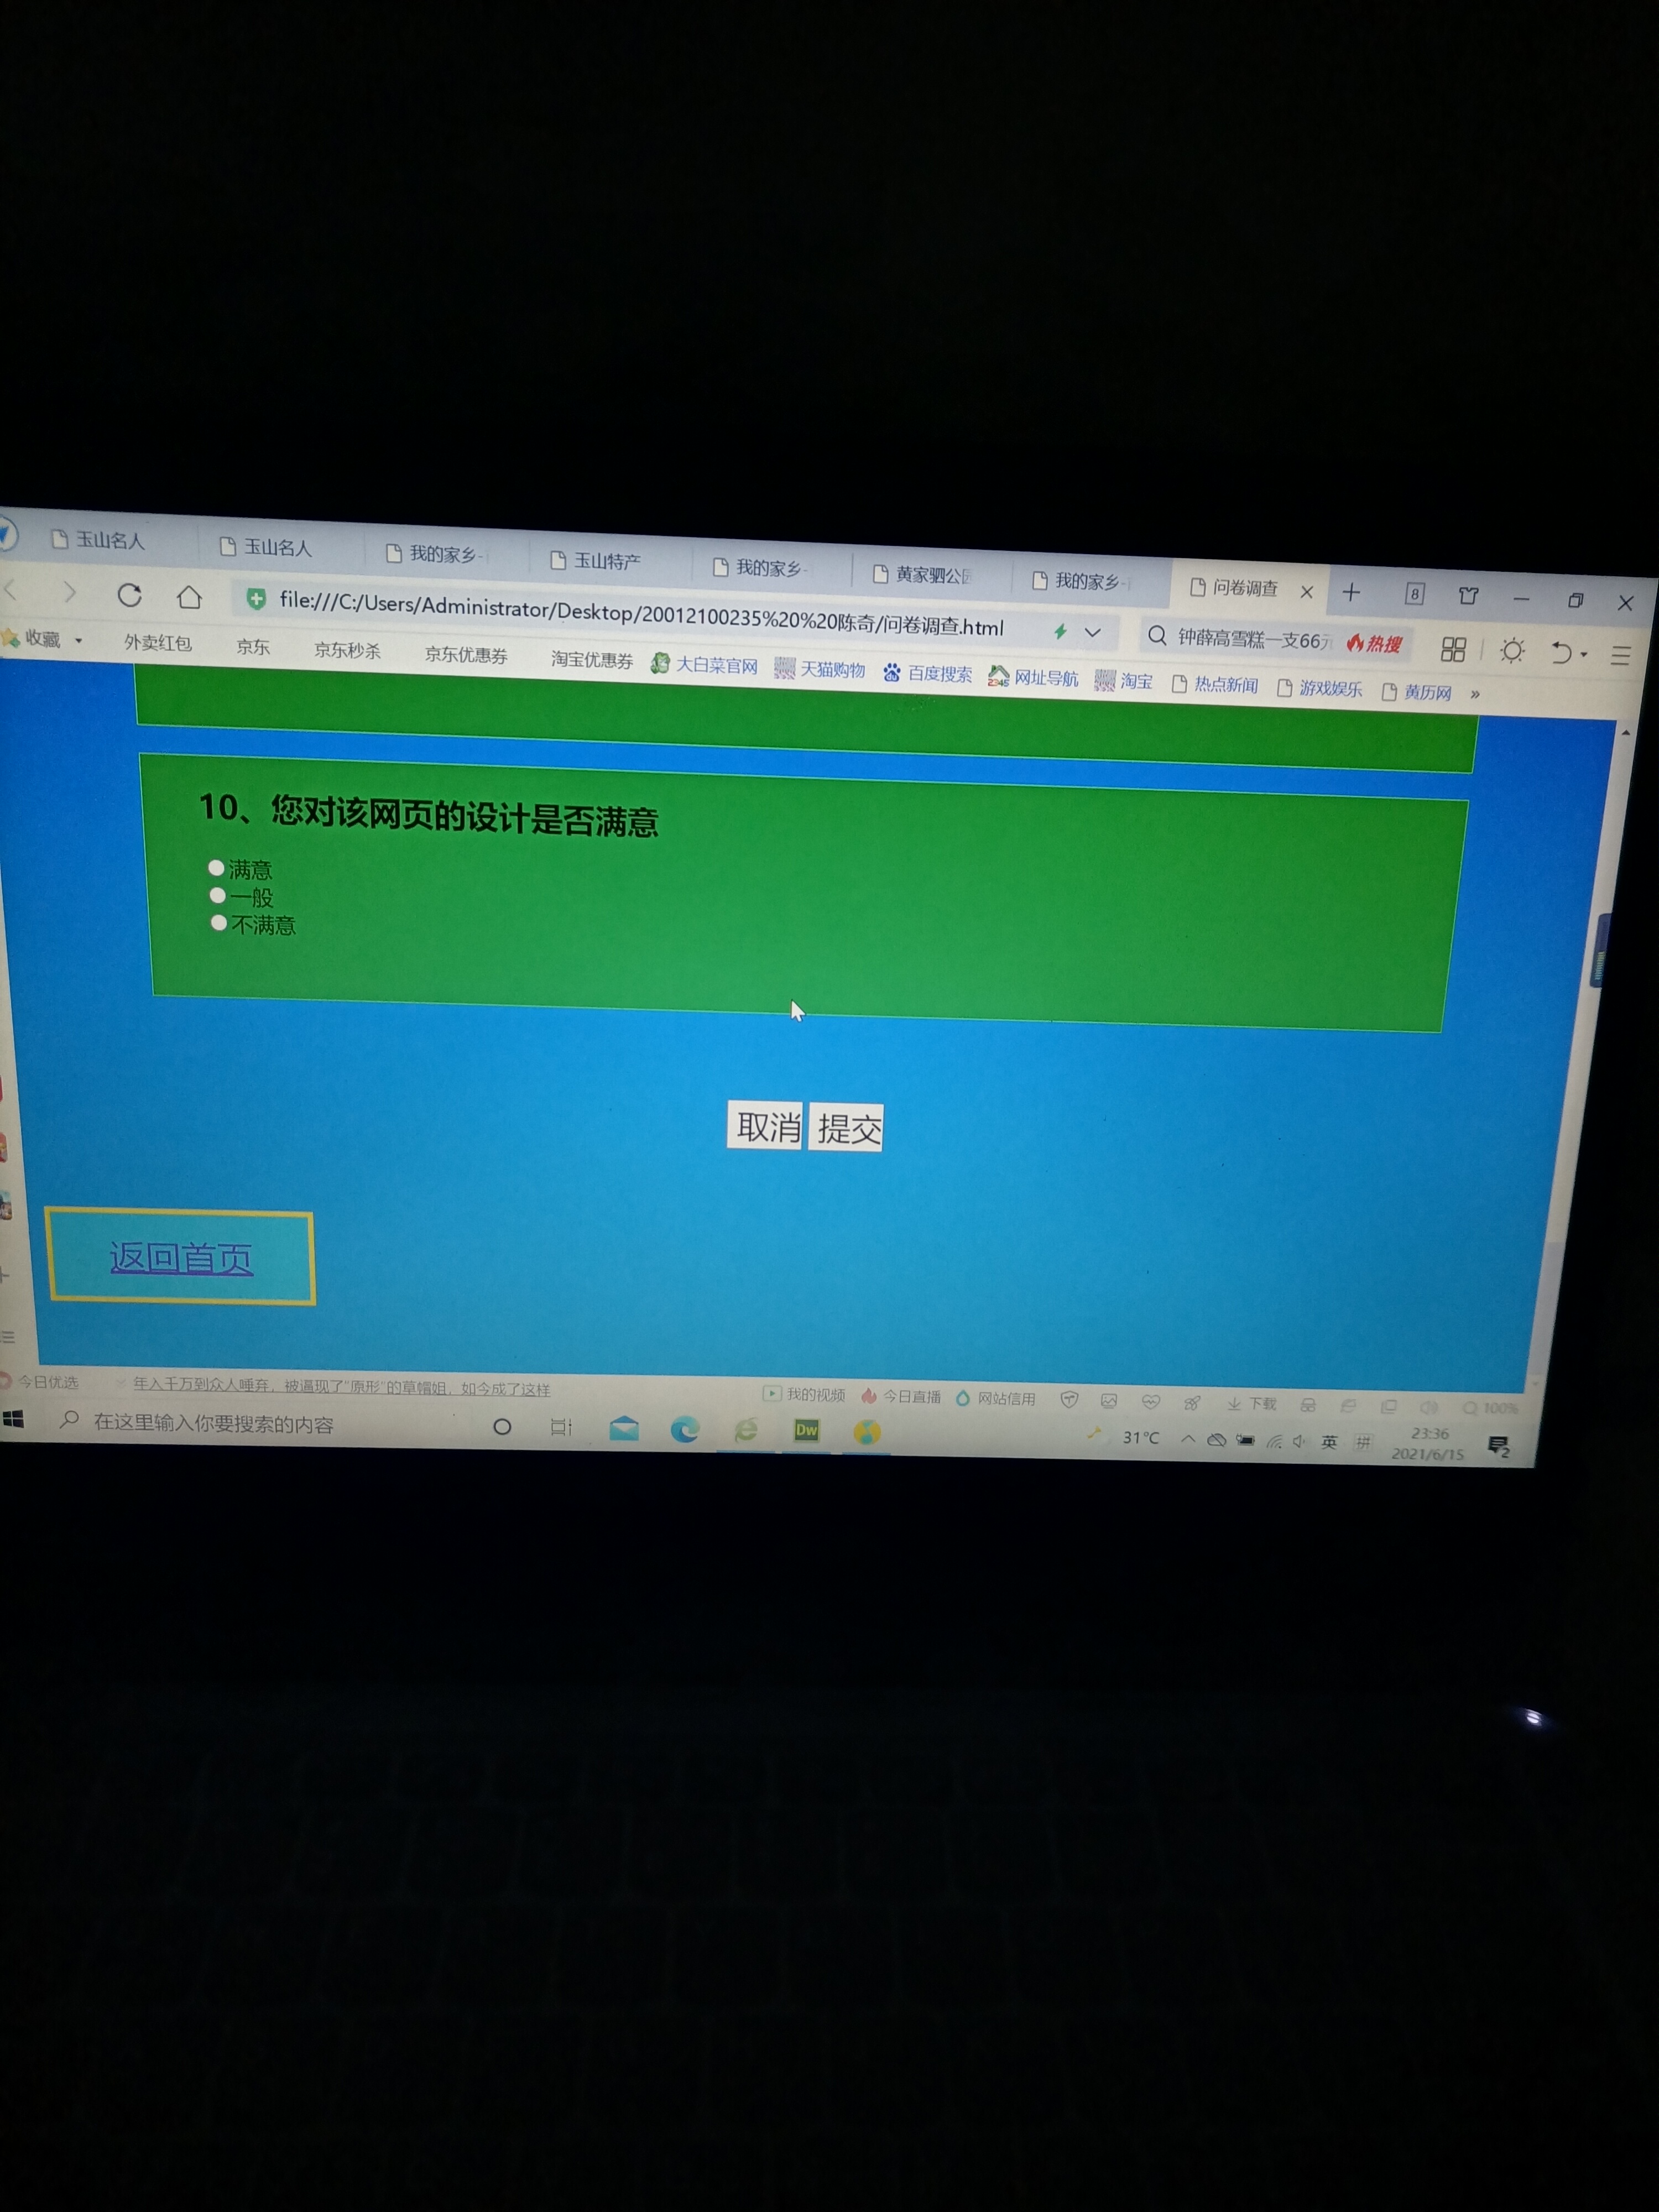 玉山名人
玉山名人
我的家乡-
玉山特产
我的家乡-
黄家驷公园
我的家乡-
问卷调查
8
file:///C:/Users/Administrator/Desktop/20012100235%20%20陈奇/问卷调查.html
钟薛高雪糕一支66元
热搜
收藏
外卖红包
京东
京东秒杀
京东优惠券
淘宝优惠券
大白菜官网
天猫购物
百度搜索
2345
网址导航
淘宝
热点新闻
游戏娱乐
黄历网
»
10、您对该网页的设计是否满意
满意
一般
不满意
取消 提交
返回首页
今日优选
年入千万到众人唾弃，被逼现了"原形"的草帽姐，如今成了这样
我的视频
今日直播
网站信用
下载
100%
在这里输入你要搜索的内容
Dw
31°C
英
拼
23:36
2021/6/15
2